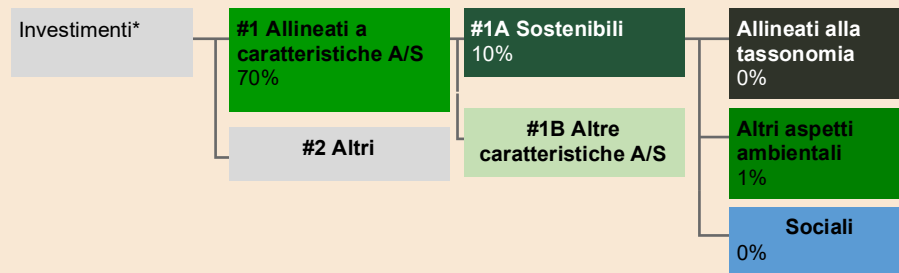 Investimenti*
#1 Allineati a
caratteristiche A/S
70%
#2 Altri
#1A Sostenibili
10%
#1B Altre
caratteristiche A/S
Allineati alla
tassonomia
0%
Altri aspetti
ambientali
1%
Sociali
0%